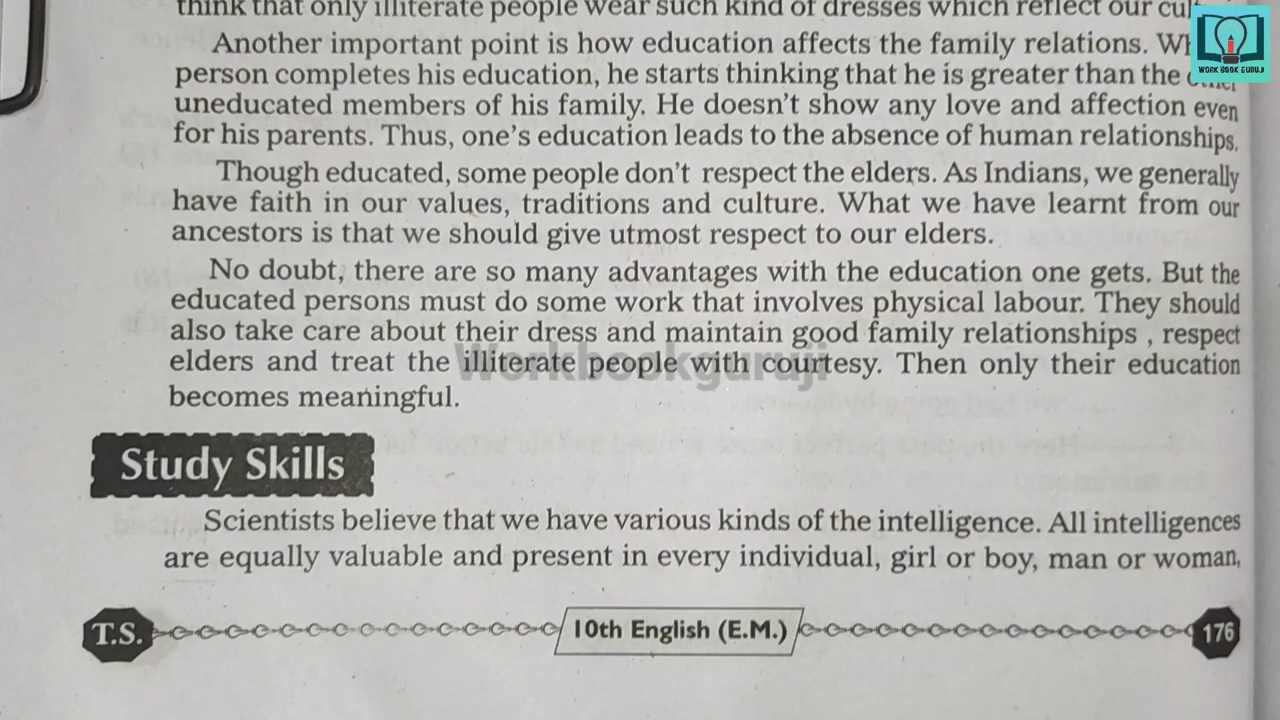 think that only illiterate people wear such kind of dresses which reflect our
Another important point is how education affects the family relations.
person completes his education, he starts thinking that he is greater than the
uneducated members of his family. He doesn't show any love and affection even
for his parents. Thus, one's education leads to the absence of human relationships.
Though educated, some people don't respect the elders. As Indians, we generally
have faith in our values, traditions and culture. What we have learnt from our
ancestors is that we should give utmost respect to our elders.
No doubt, there are so many advantages with the education one gets. But the
educated persons must do some work that involves physical labour. They should
also take care about their dress and maintain good family relationships , respect
elders and treat the illiterate people with courtesy. Then only their education
becomes meaningful.
Study Skills
Scientists believe that we have various kinds of the intelligence. All intelligences
are equally valuable and present in every individual, girl or boy, man or woman,
T.S. 10th English (E.M.) 176
WORK BOOK GURUJI
Workbookguruji